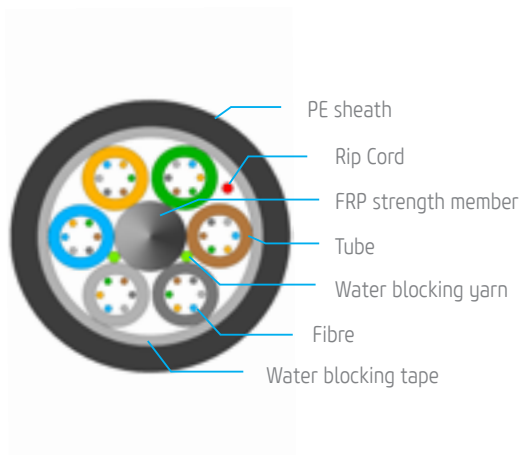 PE sheath
Rip Cord
FRP strength member
Tube
Water blocking yarn
Fibre
Water blocking tape